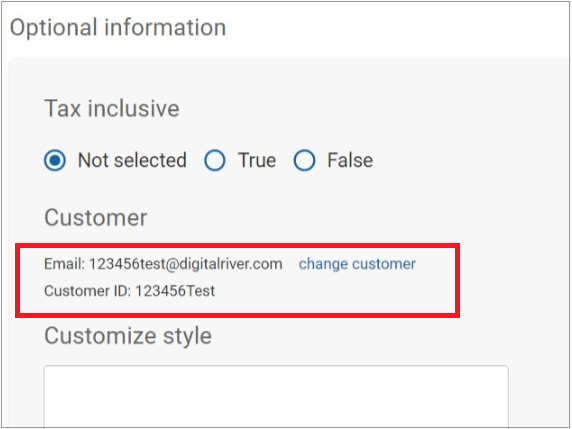 Optional information
Tax inclusive
Not selected True False
Customer
Email: 123456test@digitalriver.com change customer
Customer ID: 123456Test
Customize style